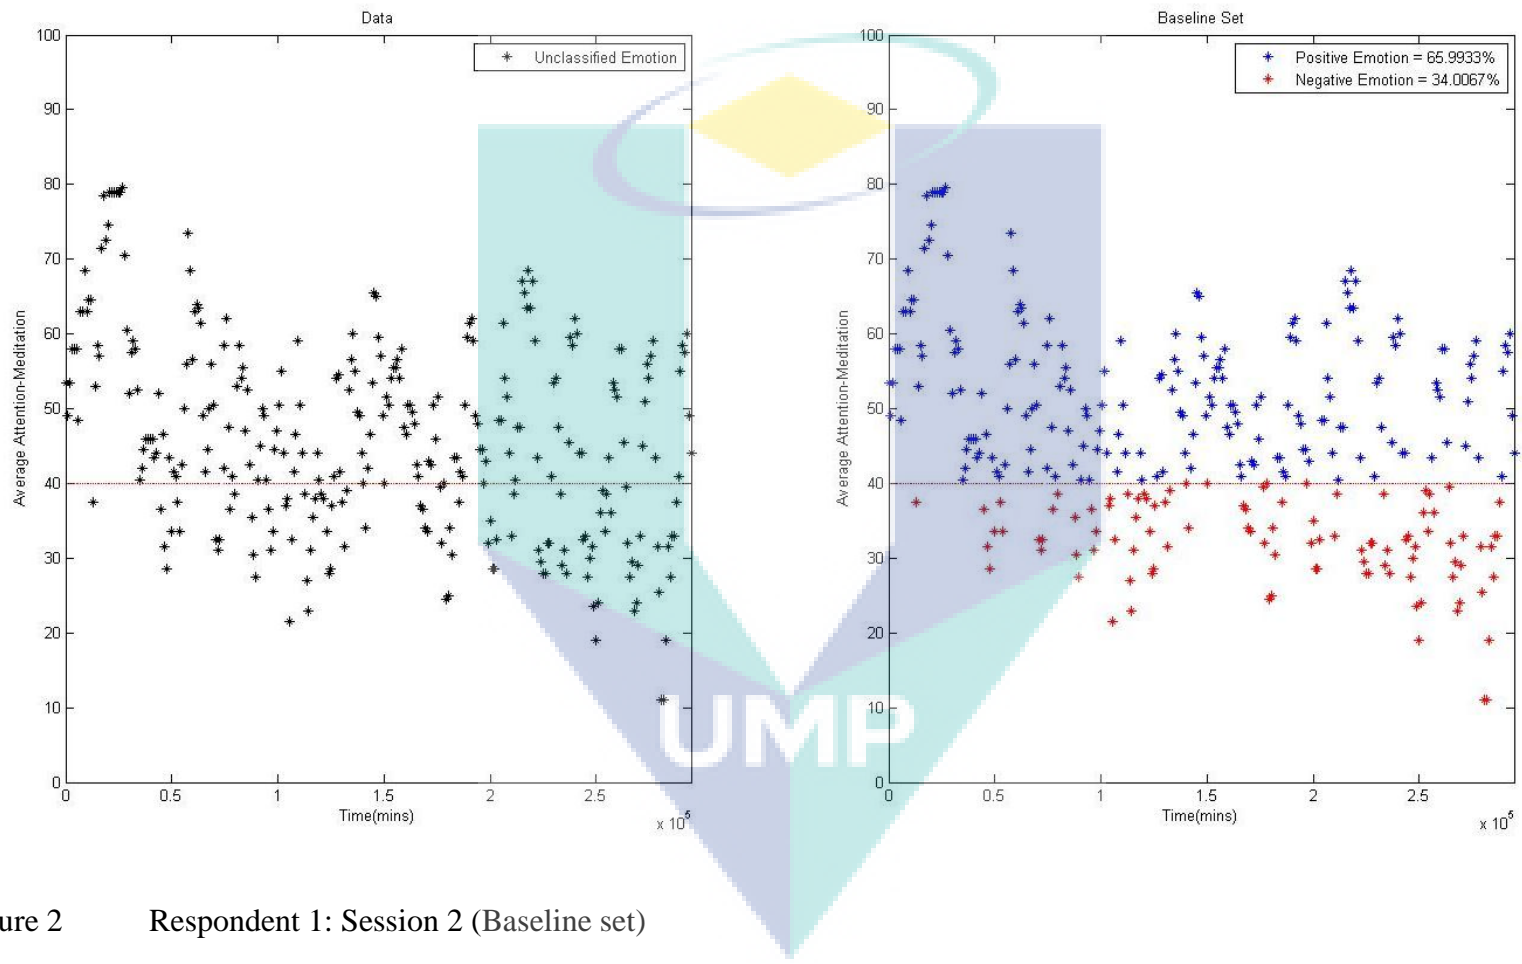 Data
Unclassified Emotion
100
90
80
70
60
50
40
30
20
10
0
Average Attention-Meditation
0 0.5 1 1.5 2 2.5
Time(mins)
x 10^5
Baseline Set
Positive Emotion = 65.9933%
Negative Emotion = 34.0067%
100
90
80
70
60
50
40
30
20
10
0
Average Attention-Meditation
0 0.5 1 1.5 2 2.5
Time(mins)
x 10^5
UMP
ure 2 Respondent 1: Session 2 (Baseline set)